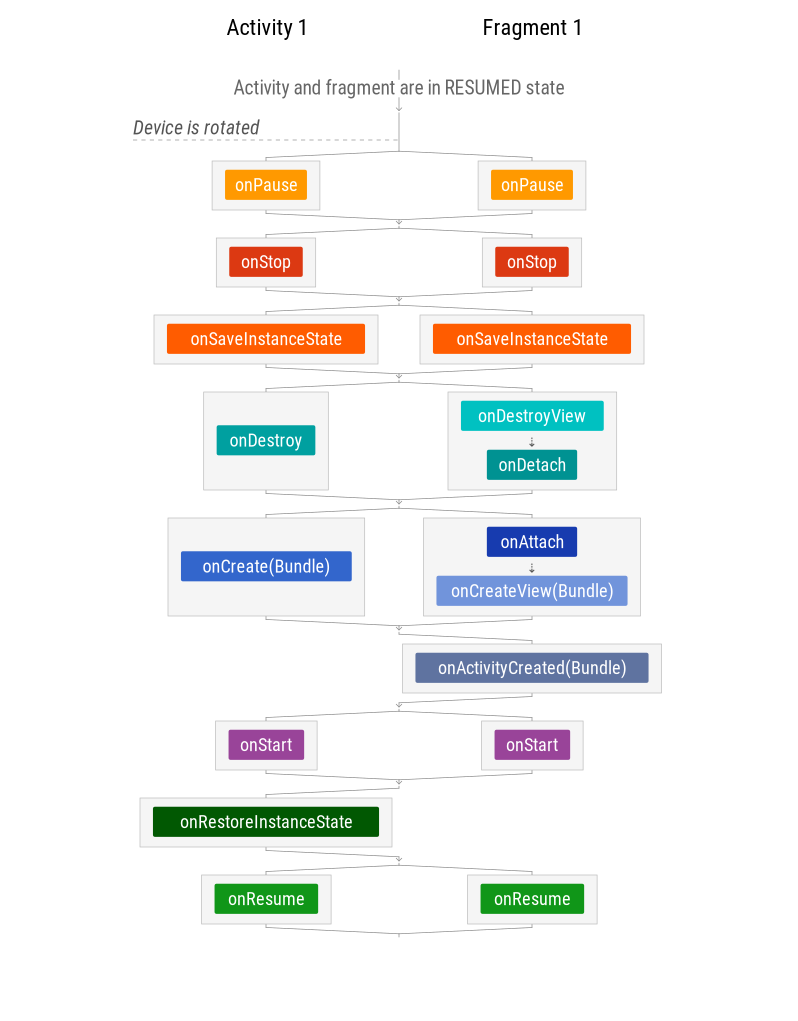 Activity 1
Fragment 1
Activity and fragment are in RESUMED state
Device is rotated
onPause
onPause
onStop
onStop
onSaveInstanceState
onSaveInstanceState
onDestroy
onDestroyView
onDetach
onCreate(Bundle)
onAttach
onCreateView(Bundle)
onActivityCreated(Bundle)
onStart
onStart
onRestoreInstanceState
onResume
onResume